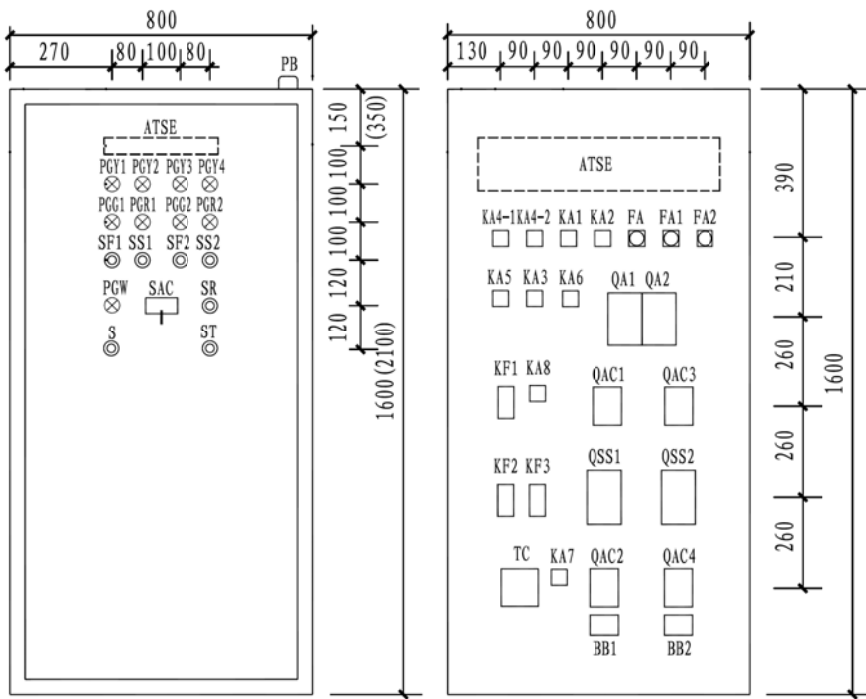 800
270 80 100 80
PB
ATSE
PGY1 PGY2 PGY3 PGY4
PGG1 PGR1 PGG2 PGR2
SF1 SS1 SF2 SS2
PGW SAC SR
S ST
150
(350)
100
100
100
120
120
1600(2100)
800
130 90 90 90 90 90 90
ATSE
KA4-1 KA4-2 KA1 KA2 FA FA1 FA2
KA5 KA3 KA6 QA1 QA2
KF1 KA8 QAC1 QAC3
KF2 KF3 QSS1 QSS2
TC KA7 QAC2 QAC4
BB1 BB2
390
210
260
260
260
1600